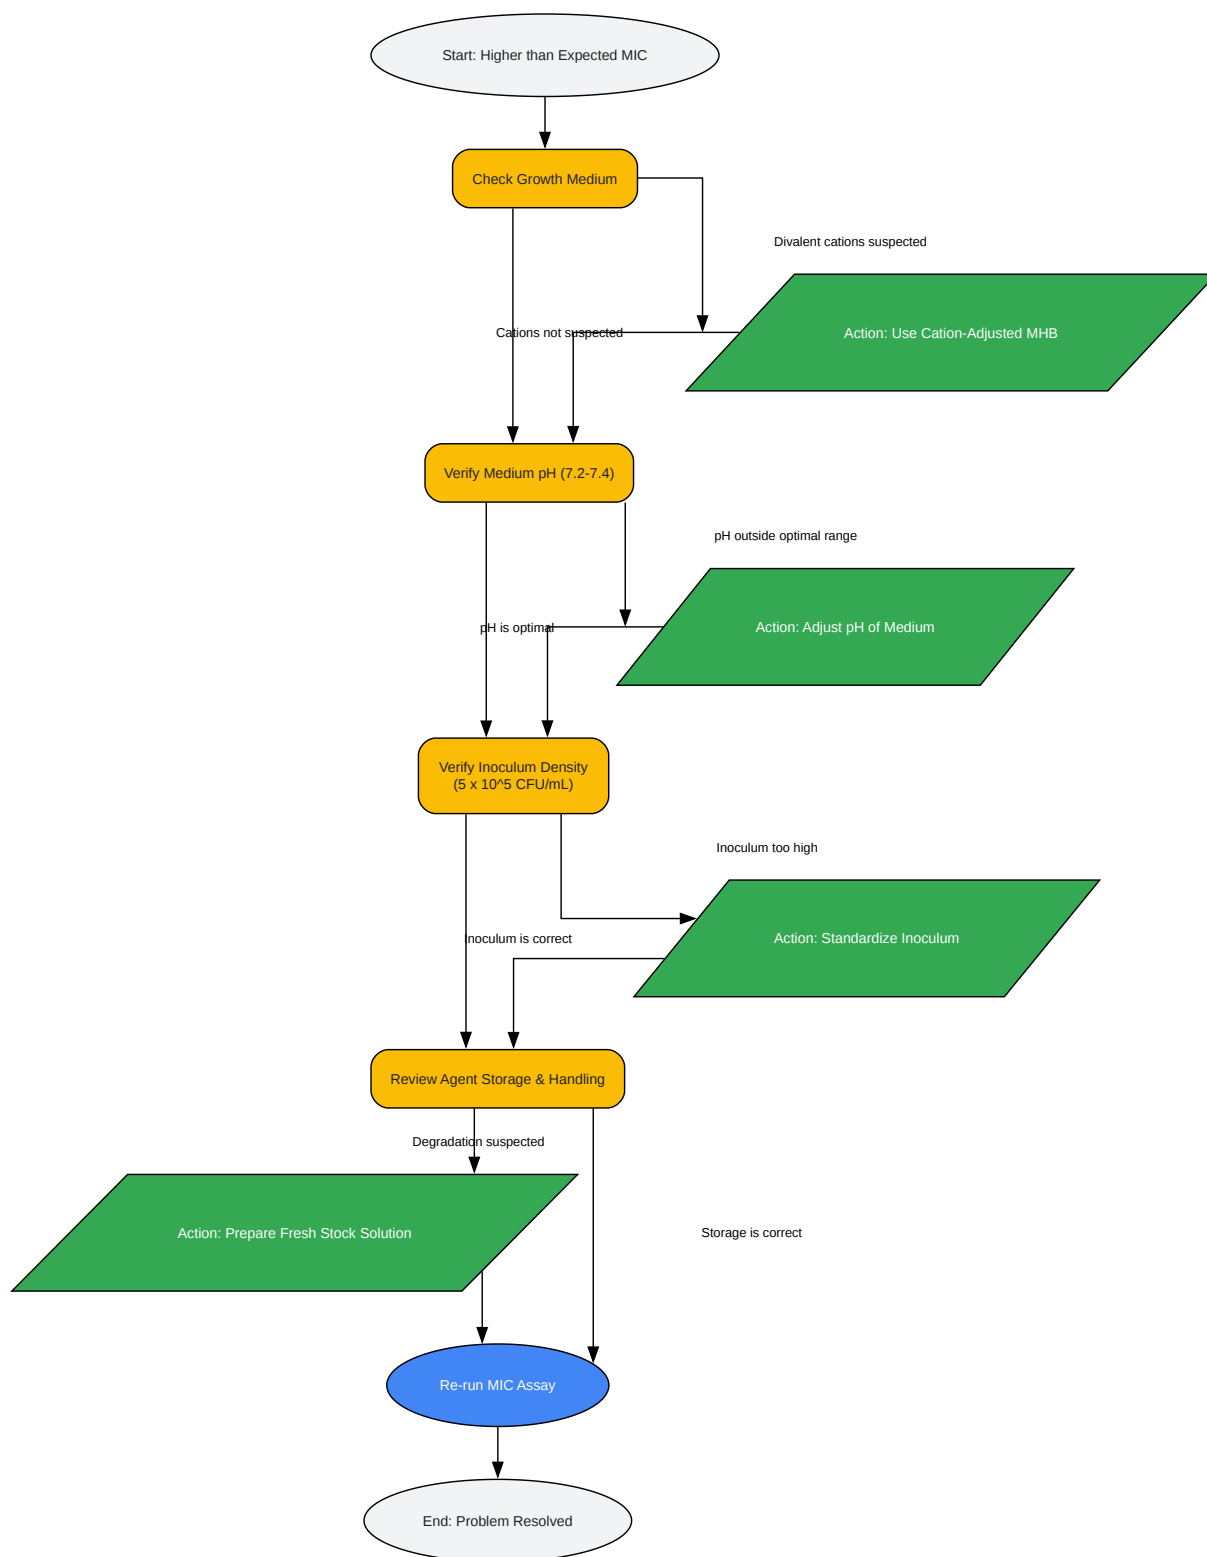 Start: Higher than Expected MIC
Check Growth Medium
Divalent cations suspected
Cations not suspected
Action: Use Cation-Adjusted MHB
Verify Medium pH (7.2-7.4)
pH outside optimal range
pH is optimal
Action: Adjust pH of Medium
Verify Inoculum Density
(5 x 10^5 CFU/mL)
Inoculum too high
Inoculum is correct
Action: Standardize Inoculum
Review Agent Storage & Handling
Degradation suspected
Action: Prepare Fresh Stock Solution
Storage is correct
Re-run MIC Assay
End: Problem Resolved